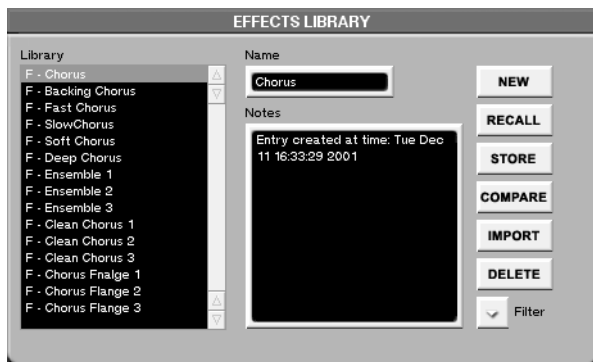 EFFECTS LIBRARY
Library
F - Chorus
F - Backing Chorus
F - Fast Chorus
F - SlowChorus
F - Soft Chorus
F - Deep Chorus
F - Ensemble 1
F - Ensemble 2
F - Ensemble 3
F - Clean Chorus 1
F - Clean Chorus 2
F - Clean Chorus 3
F - Chorus Fnalge 1
F - Chorus Flange 2
F - Chorus Flange 3
Name
Chorus
Notes
Entry created at time: Tue Dec
11 16:33:29 2001
NEW
RECALL
STORE
COMPARE
IMPORT
DELETE
Filter